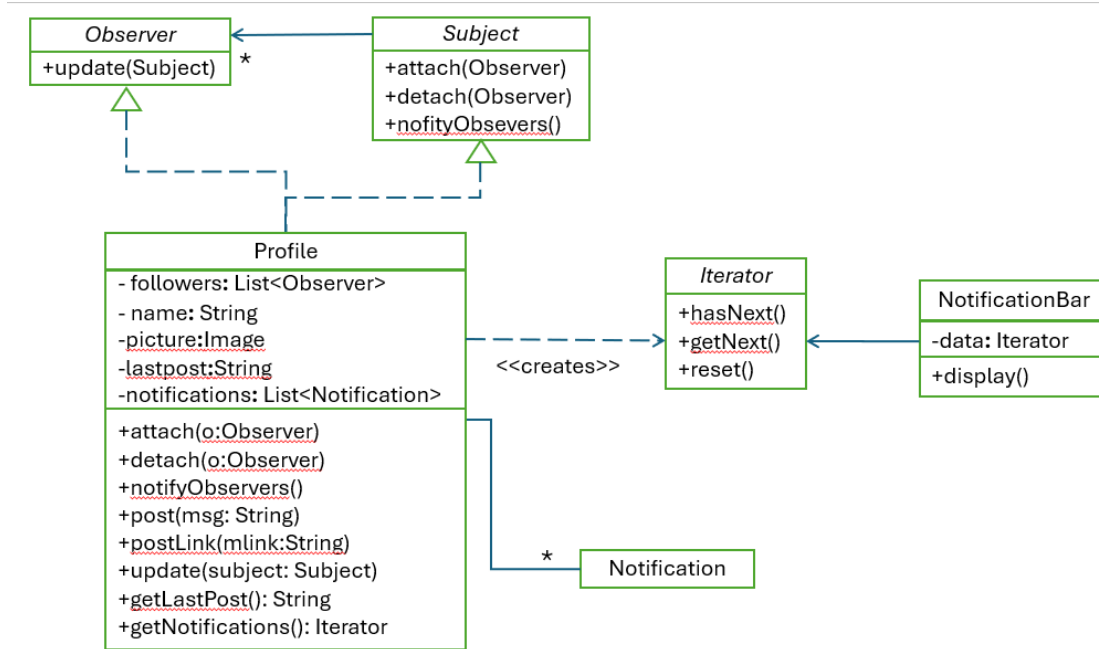 Observer
+update(Subject)
*
Subject
+attach(Observer)
+detach(Observer)
+nofityObsevers()
Profile
- followers: List<Observer>
- name: String
-picture:Image
-lastpost:String
-notifications: List<Notification>
+attach(o:Observer)
+detach(o:Observer)
+notifyObservers()
+post(msg: String)
+postLink(mlink:String)
+update(subject: Subject)
+getLastPost(): String
+getNotifications(): Iterator
<<creates>>
Iterator
+hasNext()
+getNext()
+reset()
NotificationBar
-data: Iterator
+display()
*
Notification